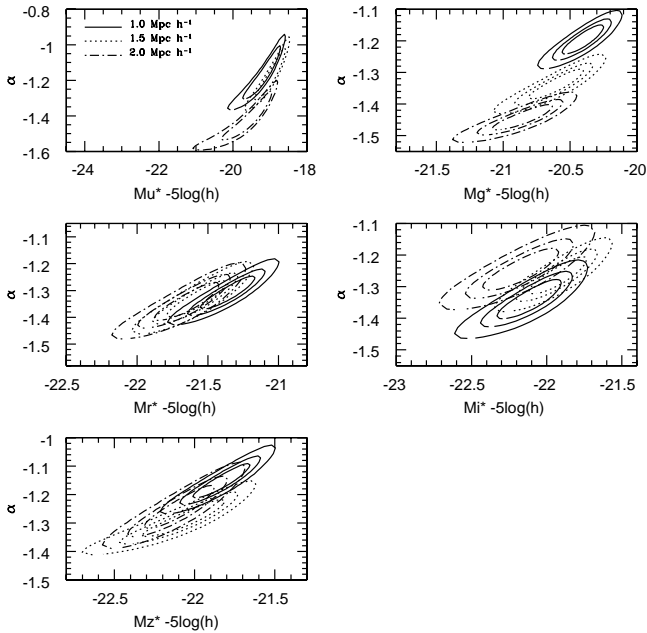 1.0 Mpc h⁻¹
1.5 Mpc h⁻¹
2.0 Mpc h⁻¹
-0.8
-1
-1.2
-1.4
-1.6
α
-24 -22 -20 -18
Mu* -5log(h)
-1.1
-1.2
-1.3
-1.4
-1.5
α
-21.5 -21 -20.5 -20
Mg* -5log(h)
-1.1
-1.2
-1.3
-1.4
-1.5
α
-22.5 -22 -21.5 -21
Mr* -5log(h)
-1.1
-1.2
-1.3
-1.4
-1.5
α
-23 -22.5 -22 -21.5
Mi* -5log(h)
-1
-1.1
-1.2
-1.3
-1.4
-1.5
α
-22.5 -22 -21.5
Mz* -5log(h)